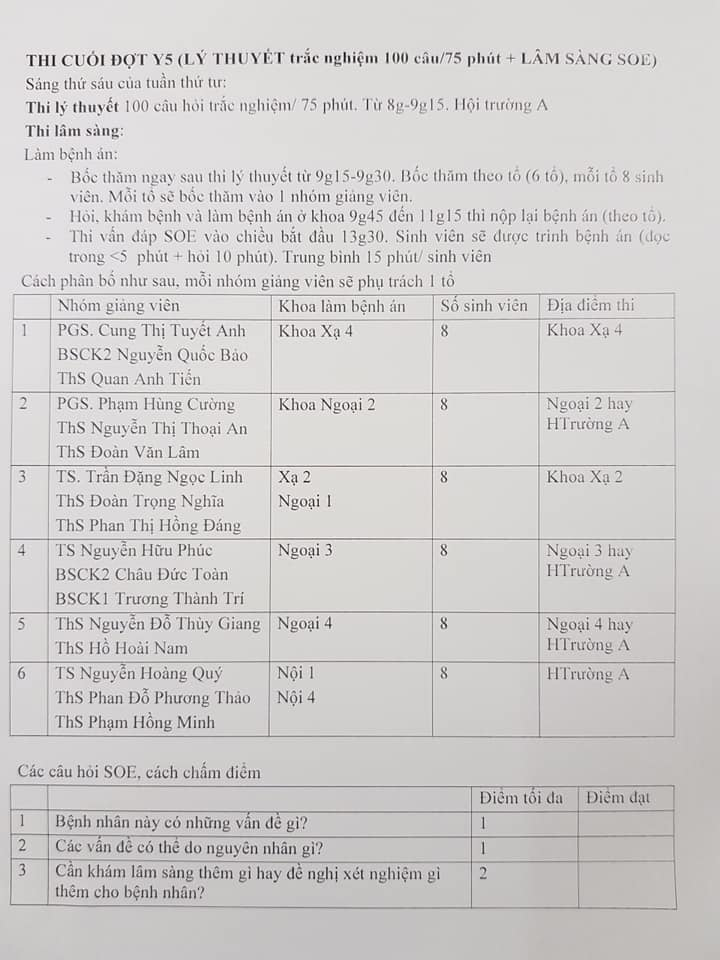 THI CUỐI ĐỢT Y5 (LÝ THUYẾT trắc nghiệm 100 câu/75 phút + LÂM SÀNG SOE)
Sáng thứ sáu của tuần thứ tư:
Thi lý thuyết 100 câu hỏi trắc nghiệm/ 75 phút. Từ 8g-9g15. Hội trường A
Thi lâm sàng:
Làm bệnh án:
- Bốc thăm ngay sau thi lý thuyết từ 9g15-9g30. Bốc thăm theo tổ (6 tổ), mỗi tổ 8 sinh
viên. Mỗi tổ sẽ bốc thăm vào 1 nhóm giảng viên.
- Hỏi, khám bệnh và làm bệnh án ở khoa 9g45 đến 11g15 thì nộp lại bệnh án (theo tổ).
- Thi vấn đáp SOE vào chiều bắt đầu 13g30. Sinh viên sẽ được trình bệnh án (đọc
trong <5 phút + hỏi 10 phút). Trung bình 15 phút/ sinh viên
Cách phân bố như sau, mỗi nhóm giảng viên sẽ phụ trách 1 tổ
Nhóm giảng viên Khoa làm bệnh án Số sinh viên Địa điểm thi
1 PGS. Cung Thị Tuyết Anh Khoa Xạ 4 8 Khoa Xạ 4
BSCK2 Nguyễn Quốc Bảo
ThS Quan Anh Tiến
2 PGS. Phạm Hùng Cường Khoa Ngoại 2 8 Ngoại 2 hay
ThS Nguyễn Thị Thoại An HTrường A
ThS Đoàn Văn Lâm
3 TS. Trần Đặng Ngọc Linh Xạ 2 8 Khoa Xạ 2
ThS Đoàn Trọng Nghĩa Ngoại 1
ThS Phan Thị Hồng Đáng
4 TS Nguyễn Hữu Phúc Ngoại 3 8 Ngoại 3 hay
BSCK2 Châu Đức Toàn HTrường A
BSCK1 Trương Thành Trí
5 ThS Nguyễn Đỗ Thùy Giang Ngoại 4 8 Ngoại 4 hay
ThS Hồ Hoài Nam HTrường A
6 TS Nguyễn Hoàng Quý Nội 1 8 HTrường A
ThS Phan Đỗ Phương Thảo Nội 4
ThS Phạm Hồng Minh
Các câu hỏi SOE, cách chấm điểm
Điểm tối đa Điểm đạt
1 Bệnh nhân này có những vấn đề gì? 1
2 Các vấn đề có thể do nguyên nhân gì? 1
3 Cần khám lâm sàng thêm gì hay đề nghị xét nghiệm gì 2
thêm cho bệnh nhân?